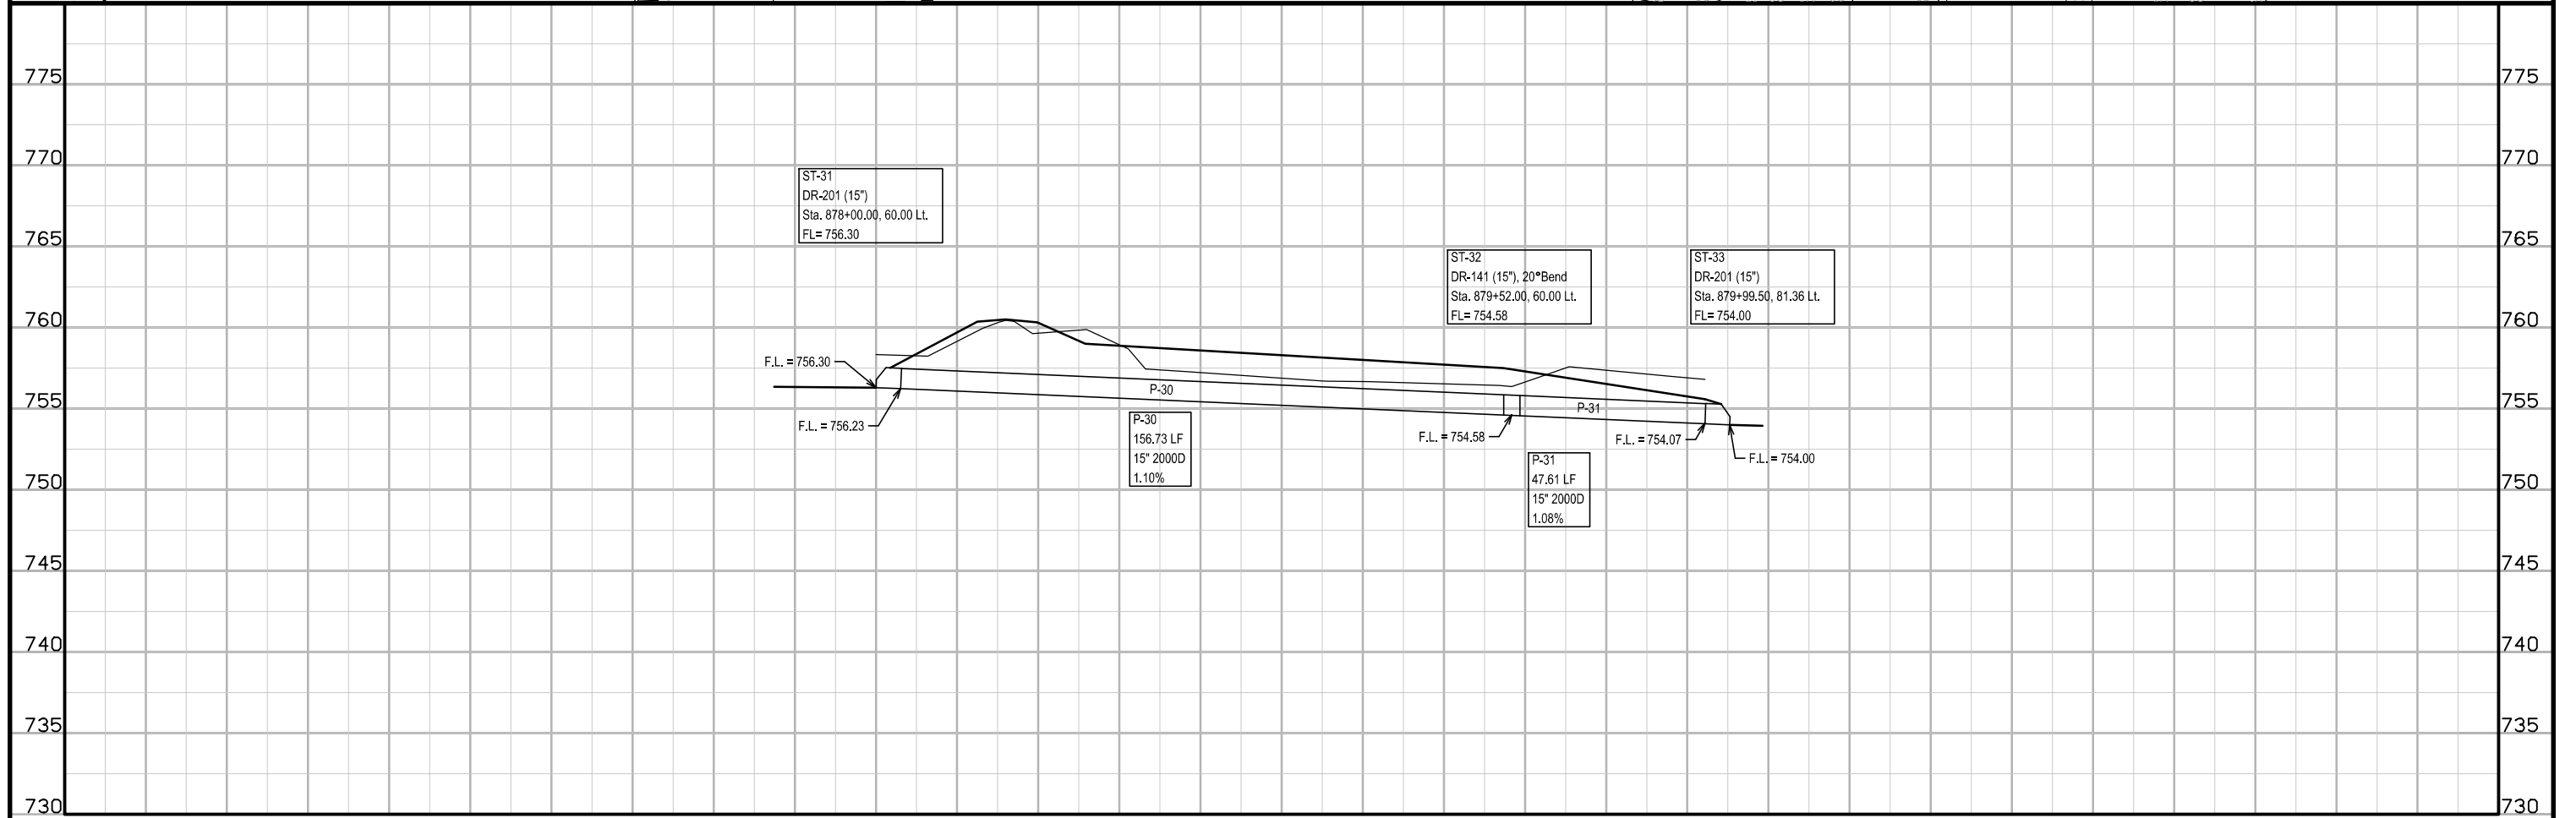 775
775
770
770
ST-31
DR-201 (15")
Sta. 878+00.00, 60.00 Lt.
FL= 756.30
765
765
ST-32
DR-141 (15"), 20°Bend
Sta. 879+52.00, 60.00 Lt.
FL= 754.58
ST-33
DR-201 (15")
Sta. 879+99.50, 81.36 Lt.
FL= 754.00
760
760
F.L. = 756.30
P-30
755
755
P-31
F.L. = 756.23
P-30
156.73 LF
15" 2000D
1.10%
F.L. = 754.58
F.L. = 754.07
F.L. = 754.00
P-31
47.61 LF
15" 2000D
1.08%
750
750
745
745
740
740
735
735
730
730